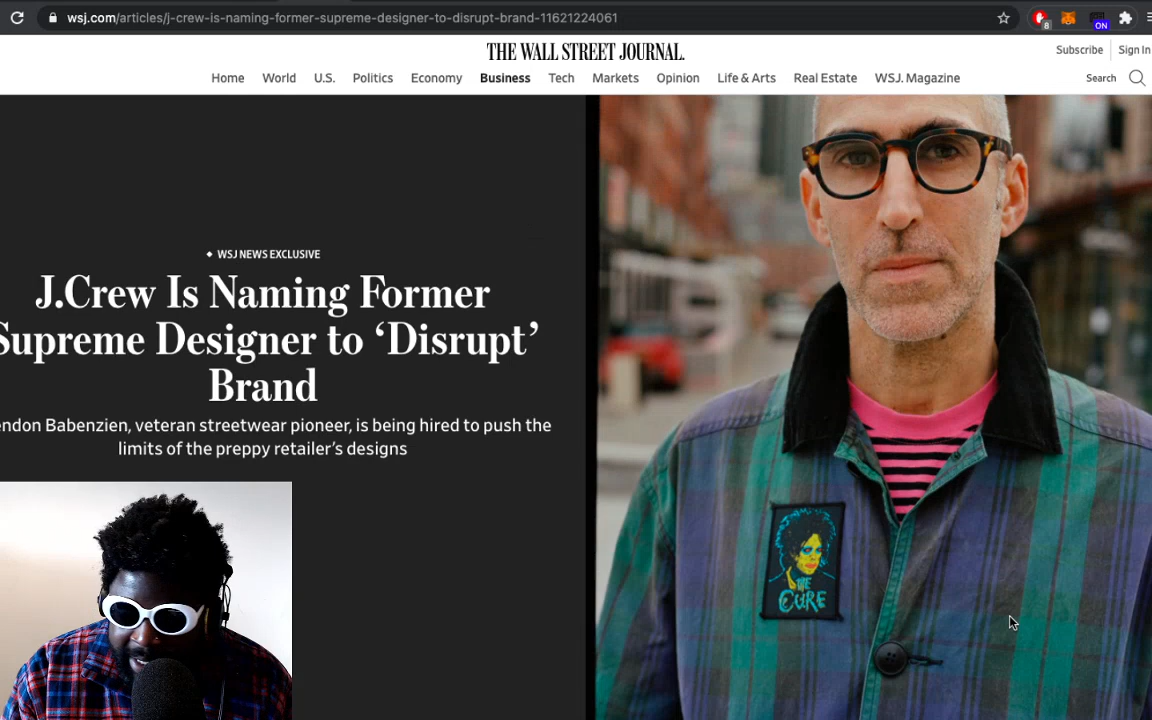 wsj.com/articles/j-crew-is-naming-former-supreme-designer-to-disrupt-brand-11621224061
8
ON
THE WALL STREET JOURNAL.
Subscribe Sign In
Home World U.S. Politics Economy Business Tech Markets Opinion Life & Arts Real Estate WSJ. Magazine
Search
WSJ NEWS EXCLUSIVE
J.Crew Is Naming Former
Supreme Designer to ‘Disrupt’
Brand
endon Babenzien, veteran streetwear pioneer, is being hired to push the
limits of the preppy retailer’s designs
THE
CURE